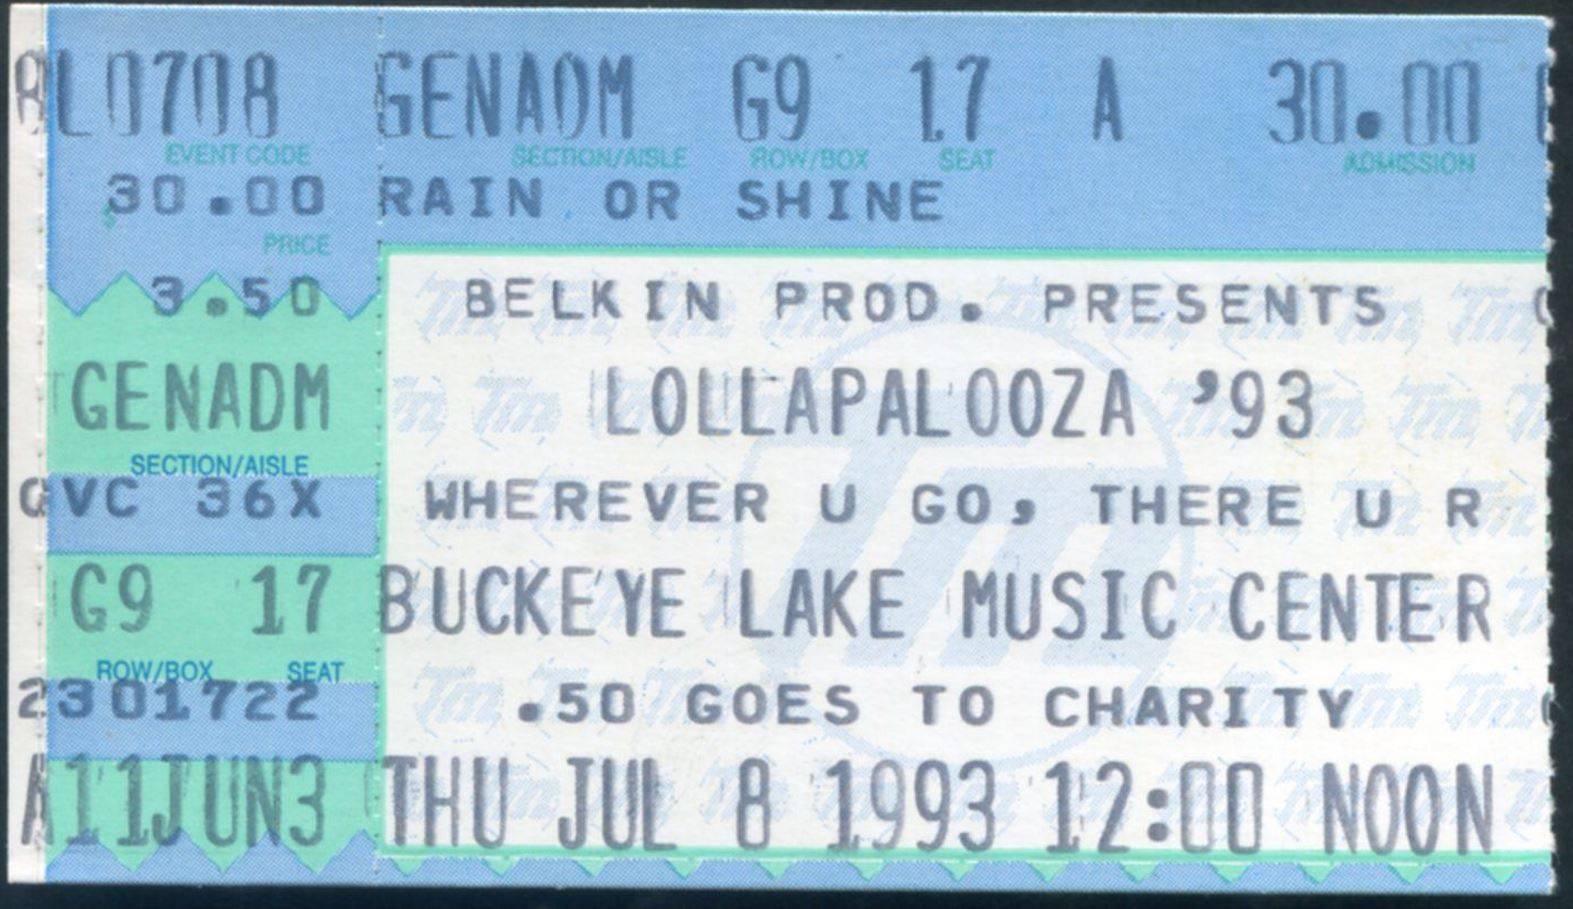 BL0708 GENADM G9 17 A 30.00
EVENT CODE SECTION/AISLE ROW/BOX SEAT ADMISSION
$ 30.00 RAIN OR SHINE
PRICE
3.50 BELKIN PROD. PRESENTS
GENADM LOLLAPALOOZA '93
SECTION/AISLE
QVC 36X WHEREVER U GO, THERE U R
G9 17 BUCKEYE LAKE MUSIC CENTER
ROW/BOX SEAT
2301722 .50 GOES TO CHARITY
A11JUN3 THU JUL 8 1993 12:00 NOON